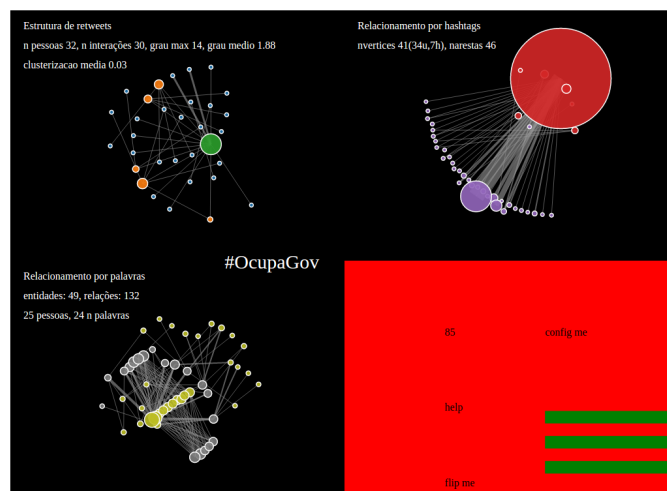 Estrutura de retweets
n pessoas 32, n interações 30, grau max 14, grau medio 1.88
clusterizacao media 0.03
Relacionamento por hashtags
nvertices 41(34u,7h), narestas 46
#OcupaGov
Relacionamento por palavras
entidades: 49, relações: 132
25 pessoas, 24 n palavras
85
config me
help
flip me